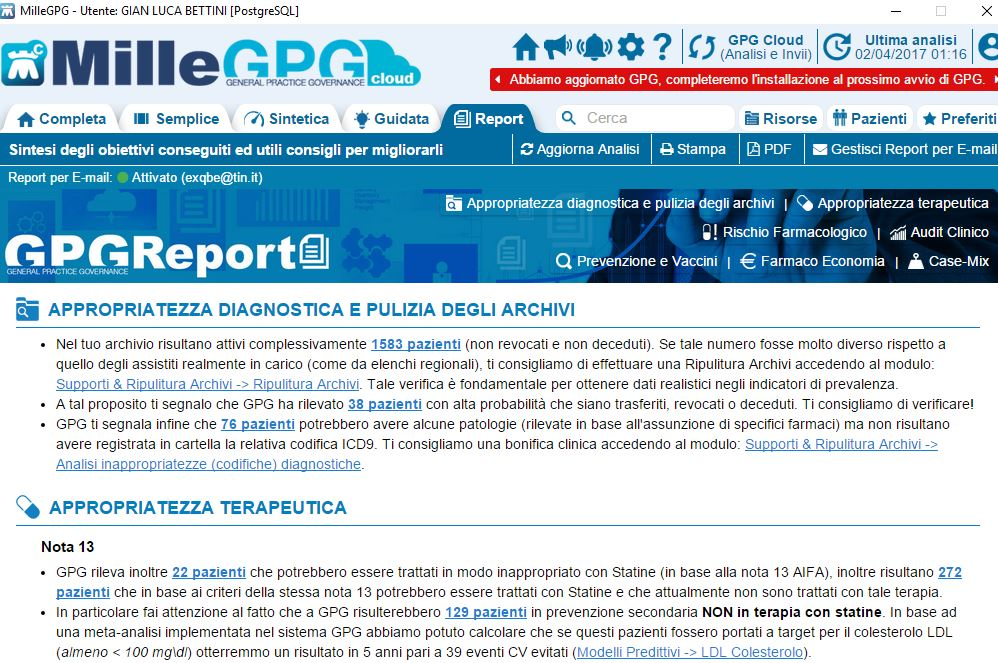 MilleGPG - Utente: GIAN LUCA BETTINI [PostgreSQL]
MilleGPG cloud
GENERAL PRACTICE GOVERNANCE
GPG Cloud
(Analisi e Invii)
Ultima analisi
02/04/2017 01:16
Abbiamo aggiornato GPG, completeremo l'installazione al prossimo avvio di GPG.
Completa Semplice Sintetica Guidata Report Cerca Risorse Pazienti Preferiti
Sintesi degli obiettivi conseguiti ed utili consigli per migliorarli Aggiorna Analisi Stampa PDF Gestisci Report per E-mail
Report per E-mail: Attivato (exqbe@tin.it)
Appropriatezza diagnostica e pulizia degli archivi | Appropriatezza terapeutica
Rischio Farmacologico | Audit Clinico
Prevenzione e Vaccini | Farmaco Economia | Case-Mix
GPGReport
GENERAL PRACTICE GOVERNANCE
APPROPRIATEZZA DIAGNOSTICA E PULIZIA DEGLI ARCHIVI
• Nel tuo archivio risultano attivi complessivamente 1583 pazienti (non revocati e non deceduti). Se tale numero fosse molto diverso rispetto a
quello degli assistiti realmente in carico (come da elenchi regionali), ti consigliamo di effettuare una Ripulitura Archivi accedendo al modulo:
Supporti & Ripulitura Archivi -> Ripulitura Archivi. Tale verifica è fondamentale per ottenere dati realistici negli indicatori di prevalenza.
• A tal proposito ti segnalo che GPG ha rilevato 38 pazienti con alta probabilità che siano trasferiti, revocati o deceduti. Ti consigliamo di verificare!
• GPG ti segnala infine che 76 pazienti potrebbero avere alcune patologie (rilevate in base all'assunzione di specifici farmaci) ma non risultano
avere registrata in cartella la relativa codifica ICD9. Ti consigliamo una bonifica clinica accedendo al modulo: Supporti & Ripulitura Archivi ->
Analisi inappropriatezze (codifiche) diagnostiche.
APPROPRIATEZZA TERAPEUTICA
Nota 13
• GPG rileva inoltre 22 pazienti che potrebbero essere trattati in modo inappropriato con Statine (in base alla nota 13 AIFA), inoltre risultano 272
pazienti che in base ai criteri della stessa nota 13 potrebbero essere trattati con Statine e che attualmente non sono trattati con tale terapia.
• In particolare fai attenzione al fatto che a GPG risulterebbero 129 pazienti in prevenzione secondaria NON in terapia con statine. In base ad
una meta-analisi implementata nel sistema GPG abbiamo potuto calcolare che se questi pazienti fossero portati a target per il colesterolo LDL
(almeno < 100 mg\dl) otterremmo un risultato in 5 anni pari a 39 eventi CV evitati (Modelli Predittivi -> LDL Colesterolo).